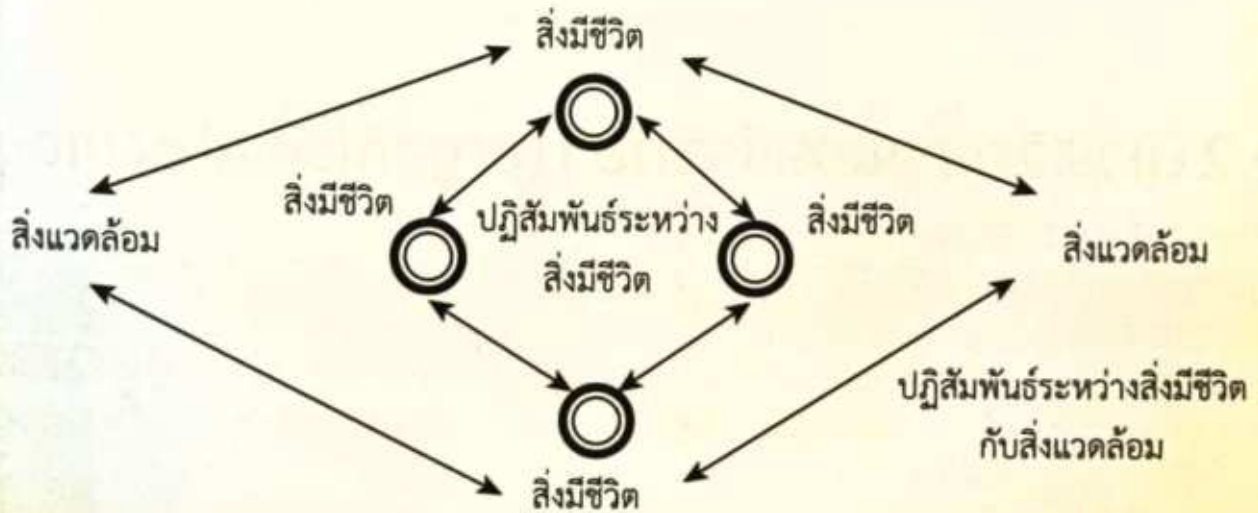 สิ่งมีชีวิต
สิ่งมีชีวิต
สิ่งมีชีวิต
สิ่งแวดล้อม
ปฏิสัมพันธ์ระหว่าง
สิ่งมีชีวิต
สิ่งแวดล้อม
ปฏิสัมพันธ์ระหว่างสิ่งมีชีวิต
กับสิ่งแวดล้อม
สิ่งมีชีวิต